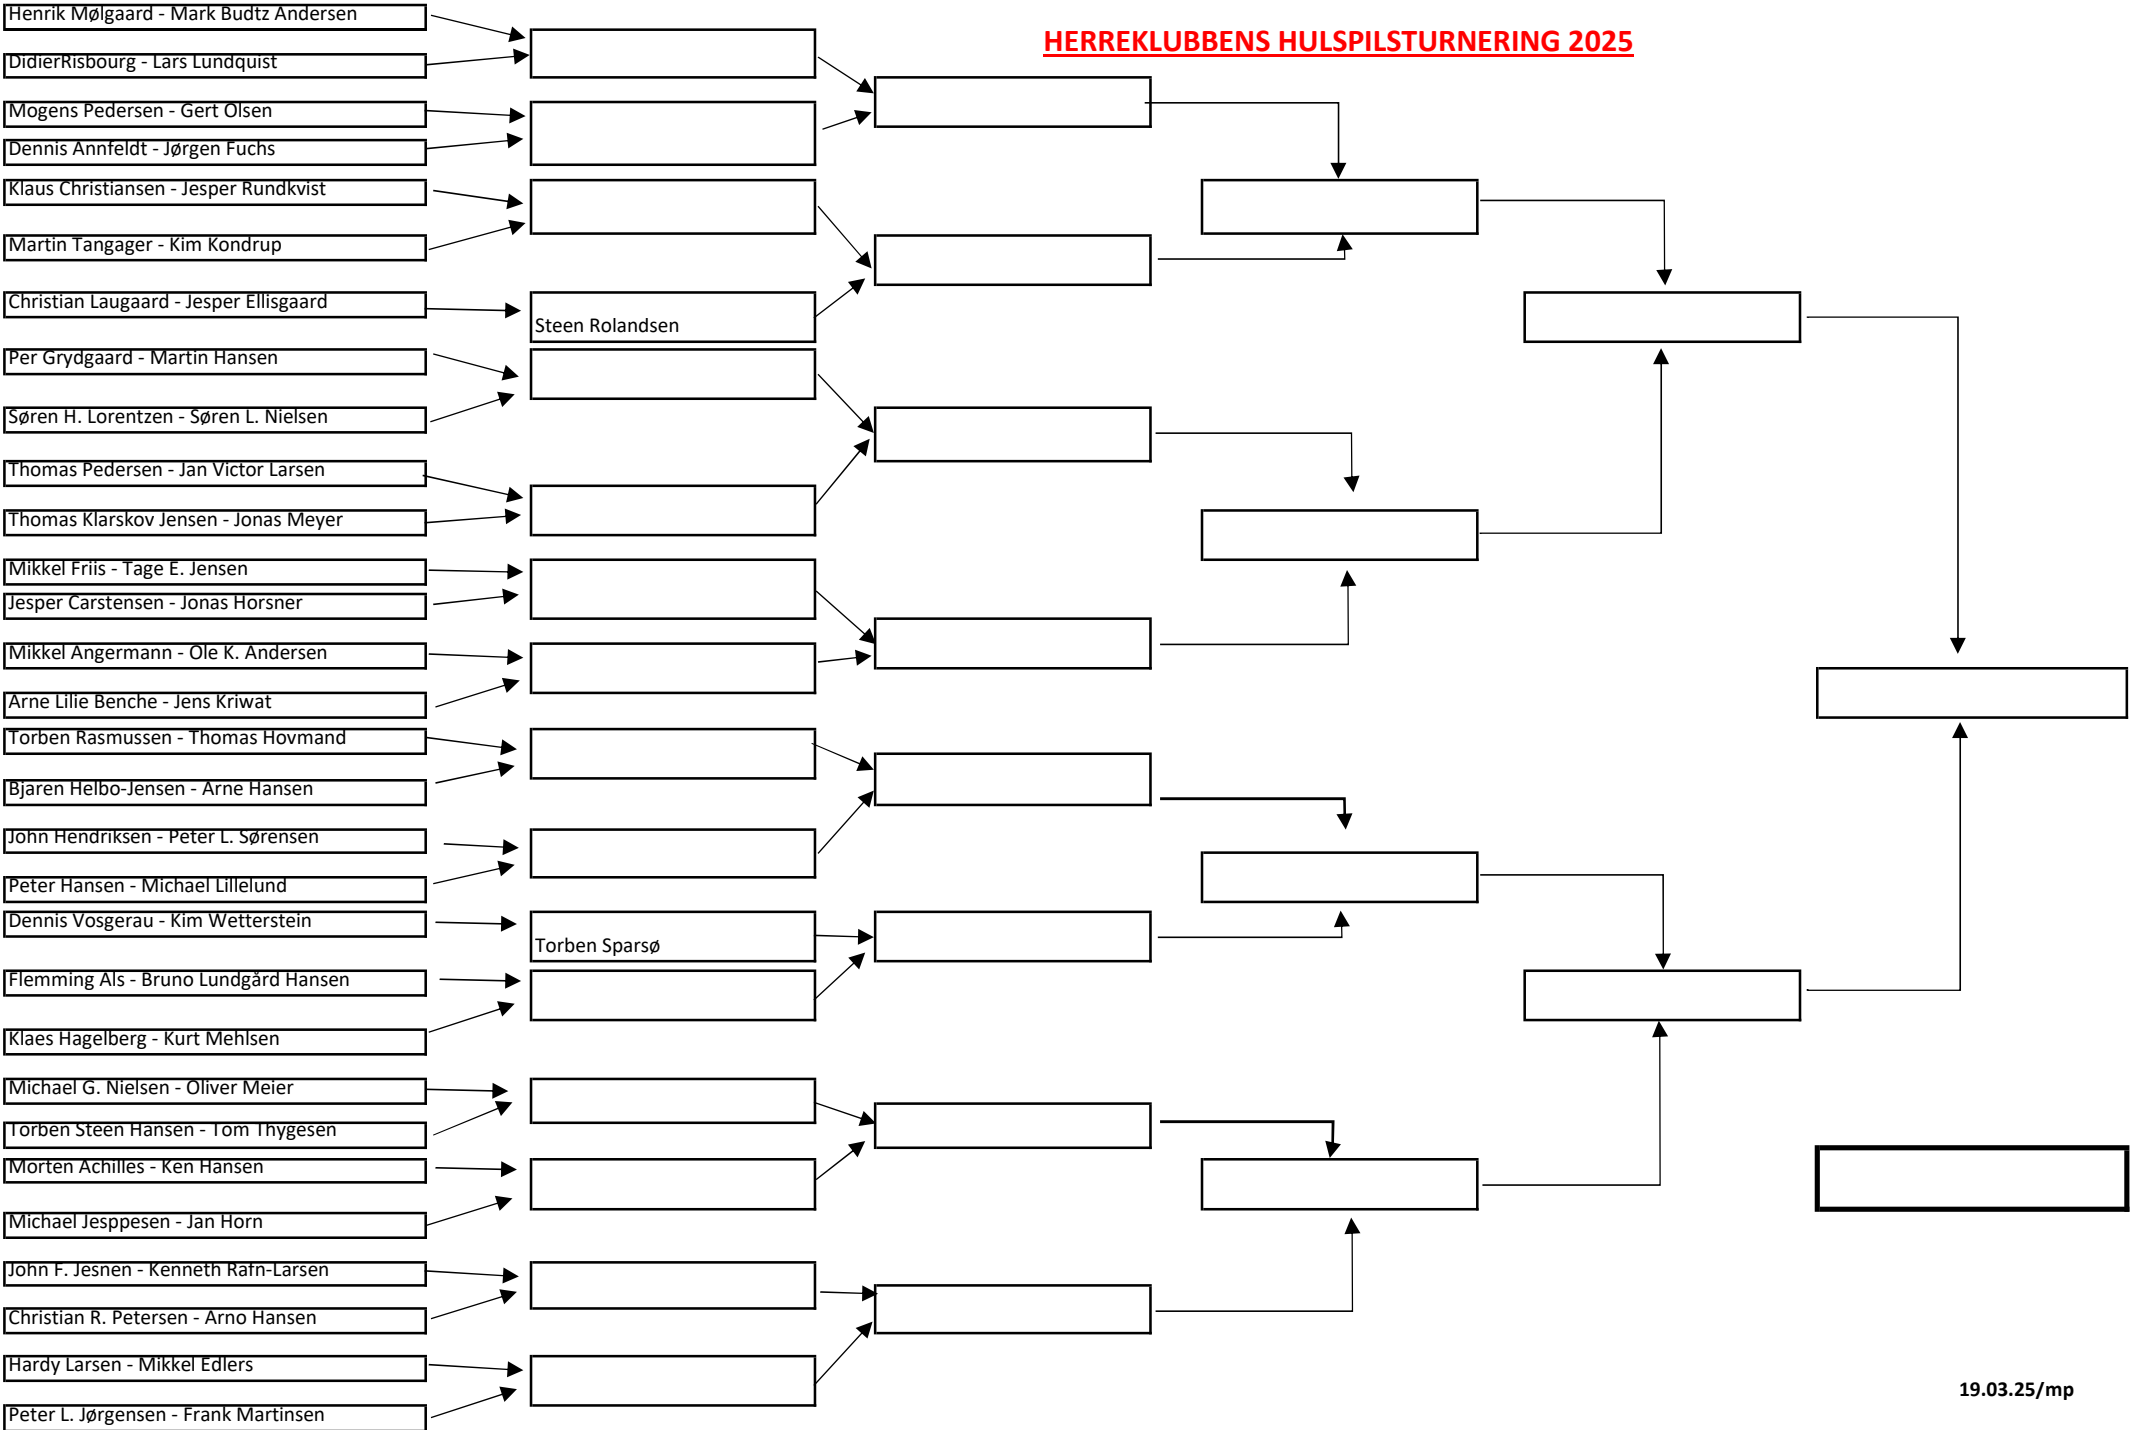 HERREKLUBBENS HULSPILSTURNERING 2025
Henrik Mølgaard - Mark Budtz Andersen
DidierRisbourg - Lars Lundquist
Mogens Pedersen - Gert Olsen
Dennis Annfeldt - Jørgen Fuchs
Klaus Christiansen - Jesper Rundkvist
Martin Tangager - Kim Kondrup
Christian Laugaard - Jesper Ellisgaard
Steen Rolandsen
Per Grydgaard - Martin Hansen
Søren H. Lorentzen - Søren L. Nielsen
Thomas Pedersen - Jan Victor Larsen
Thomas Klarskov Jensen - Jonas Meyer
Mikkel Friis - Tage E. Jensen
Jesper Carstensen - Jonas Horsner
Mikkel Angermann - Ole K. Andersen
Arne Lilie Benche - Jens Kriwat
Torben Rasmussen - Thomas Hovmand
Bjaren Helbo-Jensen - Arne Hansen
John Hendriksen - Peter L. Sørensen
Peter Hansen - Michael Lillelund
Dennis Vosgerau - Kim Wetterstein
Torben Sparsø
Flemming Als - Bruno Lundgård Hansen
Klaes Hagelberg - Kurt Mehlsen
Michael G. Nielsen - Oliver Meier
Torben Steen Hansen - Tom Thygesen
Morten Achilles - Ken Hansen
Michael Jesppesen - Jan Horn
John F. Jesnen - Kenneth Rafn-Larsen
Christian R. Petersen - Arno Hansen
Hardy Larsen - Mikkel Edlers
Peter L. Jørgensen - Frank Martinsen
19.03.25/mp